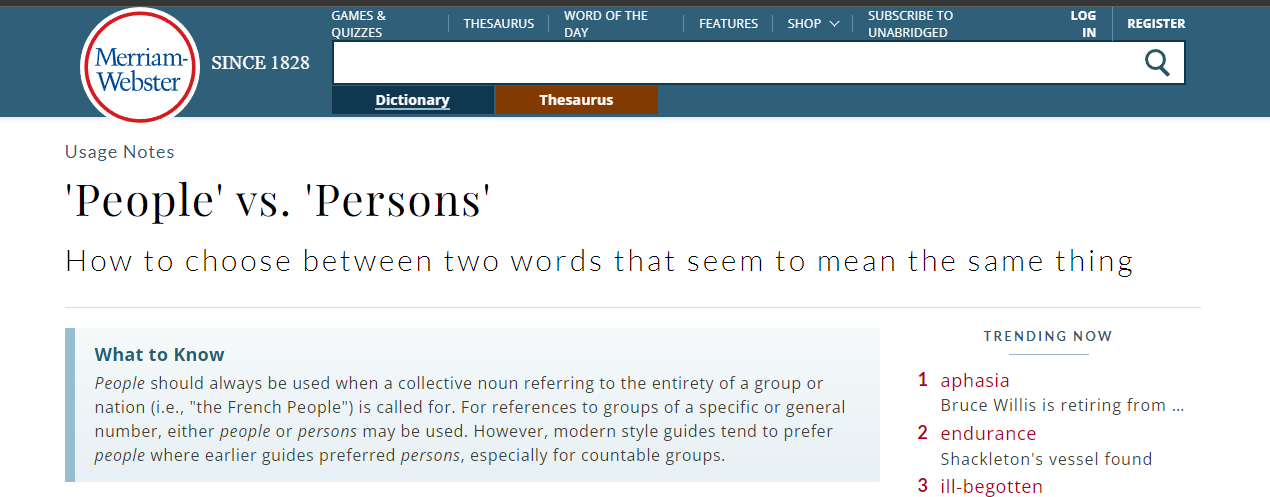 GAMES &
QUIZZES
THESAURUS
WORD OF THE
DAY
FEATURES
SHOP
SUBSCRIBE TO
UNABRIDGED
LOG
IN
REGISTER
Merriam-
Webster
SINCE 1828
Dictionary
Thesaurus
Usage Notes
'People' vs. 'Persons'
How to choose between two words that seem to mean the same thing
What to Know
People should always be used when a collective noun referring to the entirety of a group or
nation (i.e., "the French People") is called for. For references to groups of a specific or general
number, either people or persons may be used. However, modern style guides tend to prefer
people where earlier guides preferred persons, especially for countable groups.
TRENDING NOW
1 aphasia
Bruce Willis is retiring from ...
2 endurance
Shackleton's vessel found
3 ill-begotten